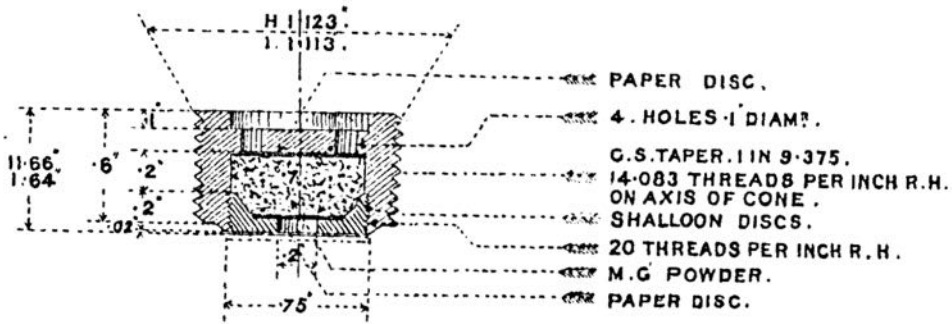 H 1·123"
L 1·113.
PAPER DISC.
4. HOLES ·1 DIAMR.
G.S. TAPER. 1 IN 9·375.
14·083 THREADS PER INCH R.H.
ON AXIS OF CONE.
SHALLOON DISCS.
20 THREADS PER INCH R.H.
M.G POWDER.
PAPER DISC.
·1"
·6"
·2"
·7
1·64"
·2"
·02"
·2"
·75"